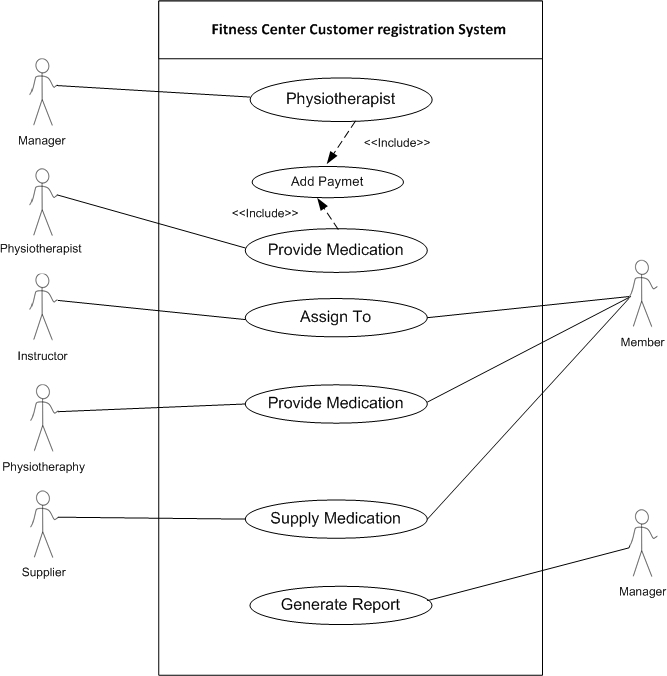 Fitness Center Customer registration System
Manager
Physiotherapist
<<Include>>
Add Paymet
Physiotherapist
<<Include>>
Provide Medication
Instructor
Assign To
Member
Physiotheraphy
Provide Medication
Supplier
Supply Medication
Generate Report
Manager